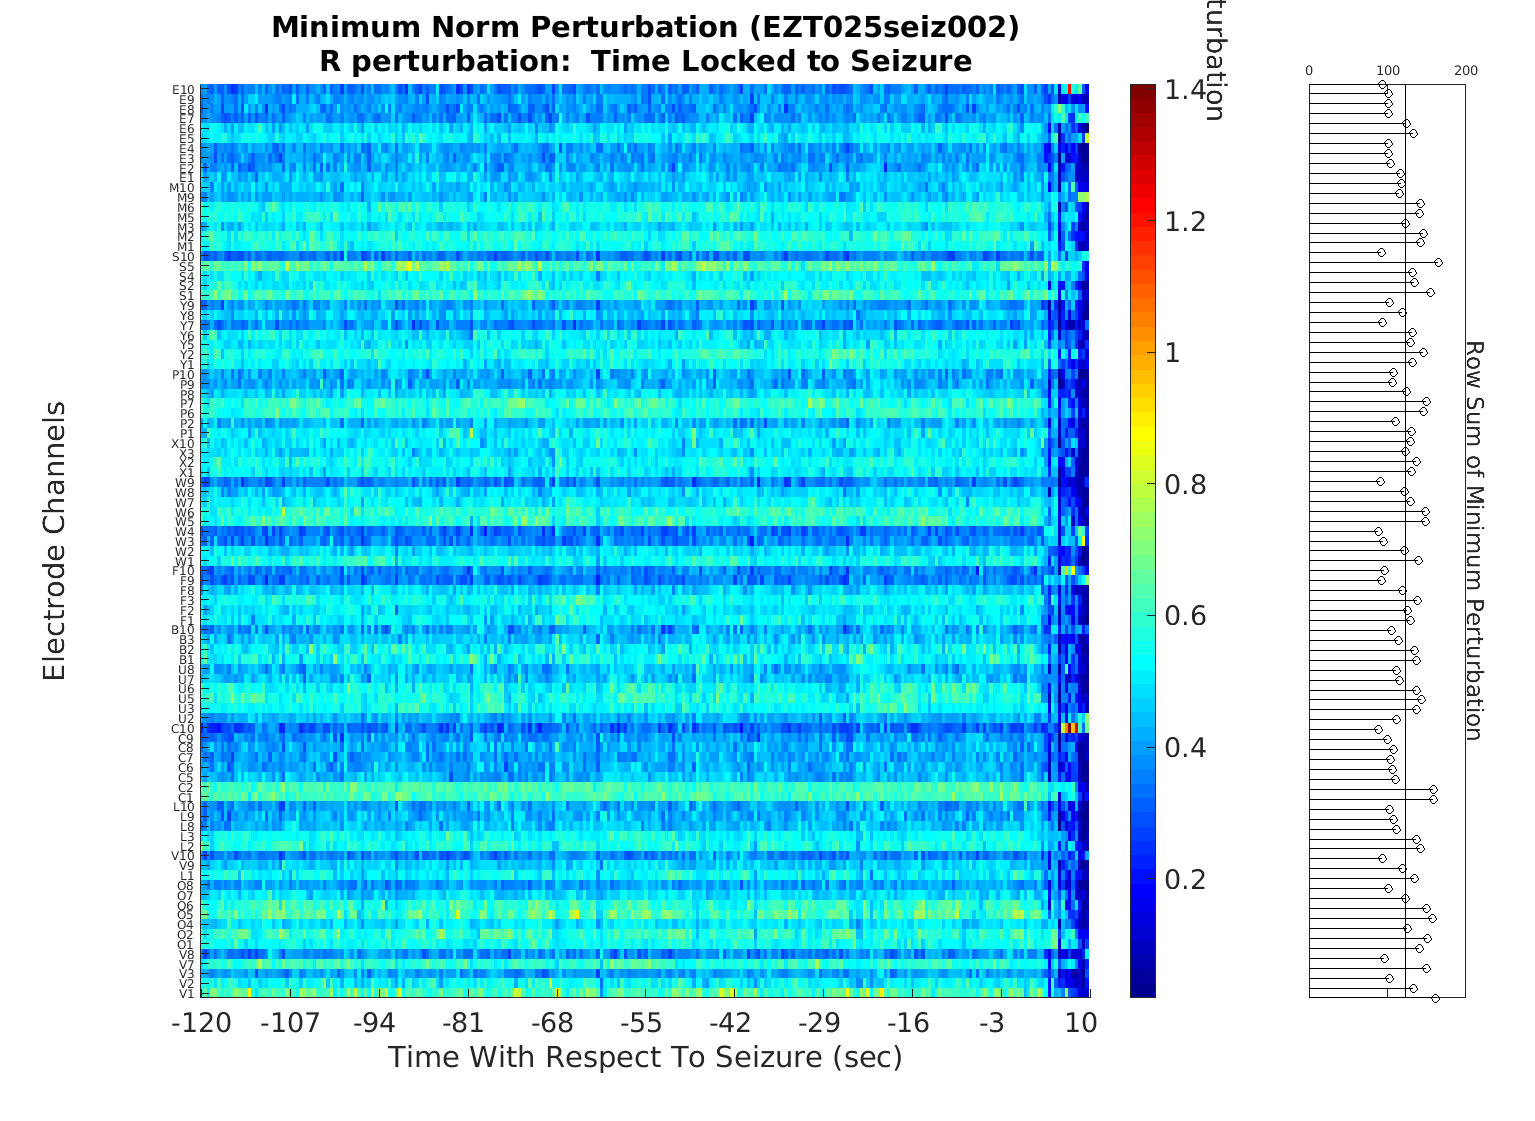 Minimum Norm Perturbation (EZT025seiz002)
R perturbation:  Time Locked to Seizure
Electrode Channels
E10
E9
E8
E7
E6
E5
E4
E3
E2
E1
M10
M9
M6
M5
M3
M2
M1
S10
S5
S4
S2
S1
Y9
Y8
Y7
Y6
Y5
Y2
Y1
P10
P9
P8
P7
P6
P2
P1
X10
X3
X2
X1
W9
W8
W7
W6
W5
W4
W3
W2
W1
F10
F9
F8
F3
F2
F1
B10
B3
B2
B1
U8
U7
U6
U5
U3
U2
C10
C9
C8
C7
C6
C5
C2
C1
L10
L9
L8
L3
L2
V10
V9
L1
O8
O7
O6
O5
O4
O2
O1
V8
V7
V3
V2
V1
-120 -107 -94 -81 -68 -55 -42 -29 -16 -3 10
Time With Respect To Seizure (sec)
turbation
1.4
1.2
1
0.8
0.6
0.4
0.2
0 100 200
Row Sum of Minimum Perturbation